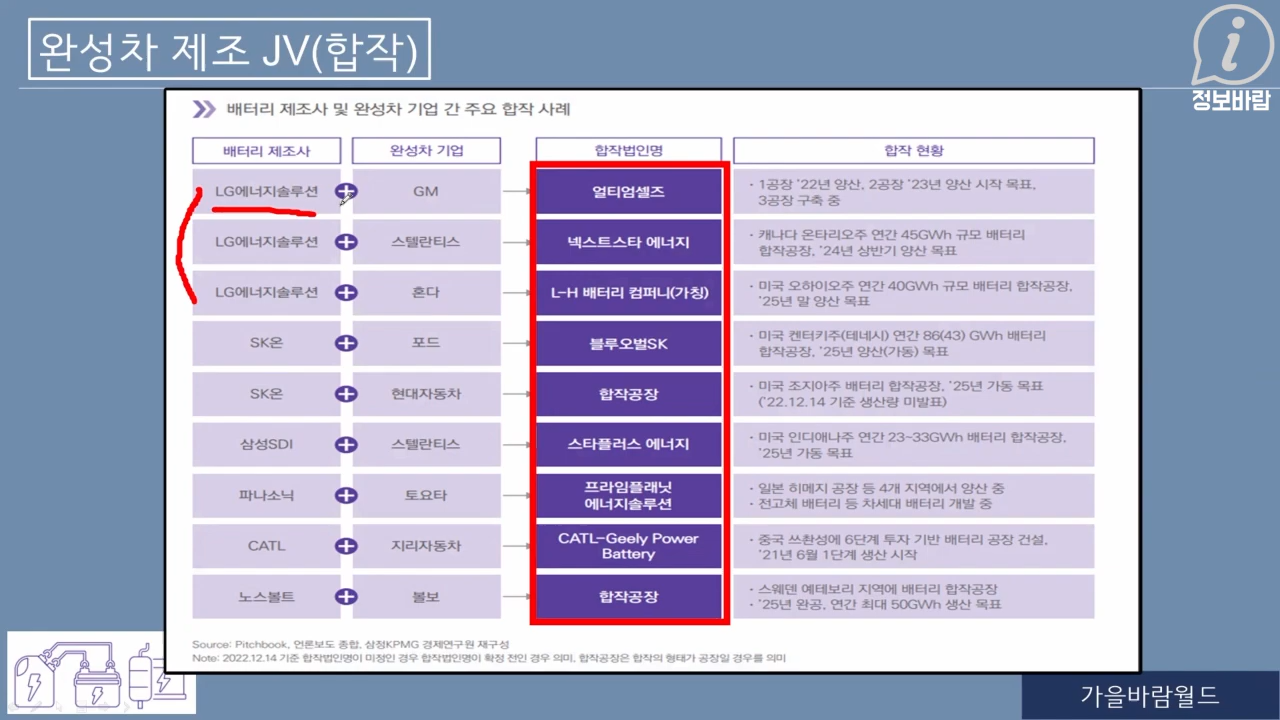 완성차 제조 JV(합작)
정보바람
배터리 제조사 및 완성차 기업 간 주요 합작 사례
배터리 제조사 완성차 기업 합작법인명 합작 현황
LG에너지솔루션 GM 얼티엄셀즈
· 1공장 ’22년 양산, 2공장 ’23년 양산 시작 목표,
3공장 구축 중
LG에너지솔루션 스텔란티스 넥스트스타 에너지
· 캐나다 온타리오주 연간 45GWh 규모 배터리
합작공장, ’24년 상반기 양산 목표
LG에너지솔루션 혼다 L-H 배터리 컴퍼니(가칭)
· 미국 오하이오주 연간 40GWh 규모 배터리 합작공장,
’25년 말 양산 목표
SK온 포드 블루오벌SK
· 미국 켄터키주(테네시) 연간 86(43) GWh 배터리
합작공장, ’25년 양산(가동) 목표
SK온 현대자동차 합작공장
· 미국 조지아주 배터리 합작공장, ’25년 가동 목표
(’22.12.14 기준 생산량 미발표)
삼성SDI 스텔란티스 스타플러스 에너지
· 미국 인디애나주 연간 23~33GWh 배터리 합작공장,
’25년 가동 목표
파나소닉 토요타 프라임플래닛
에너지솔루션
· 일본 히메지 공장 등 4개 지역에서 양산 중
· 전고체 배터리 등 차세대 배터리 개발 중
CATL 지리자동차 CATL-Geely Power
Battery
· 중국 쓰촨성에 6단계 투자 기반 배터리 공장 건설,
’21년 6월 1단계 생산 시작
노스볼트 볼보 합작공장
· 스웨덴 예테보리 지역에 배터리 합작공장
· ’25년 완공, 연간 최대 50GWh 생산 목표
Source: Pitchbook, 언론보도 종합, 삼정KPMG 경제연구원 재구성
Note: 2022.12.14 기준 합작법인명이 미정인 경우 합작법인명이 확정 전인 경우 의미, 합작공장은 합작의 형태가 공장일 경우를 의미
가을바람월드